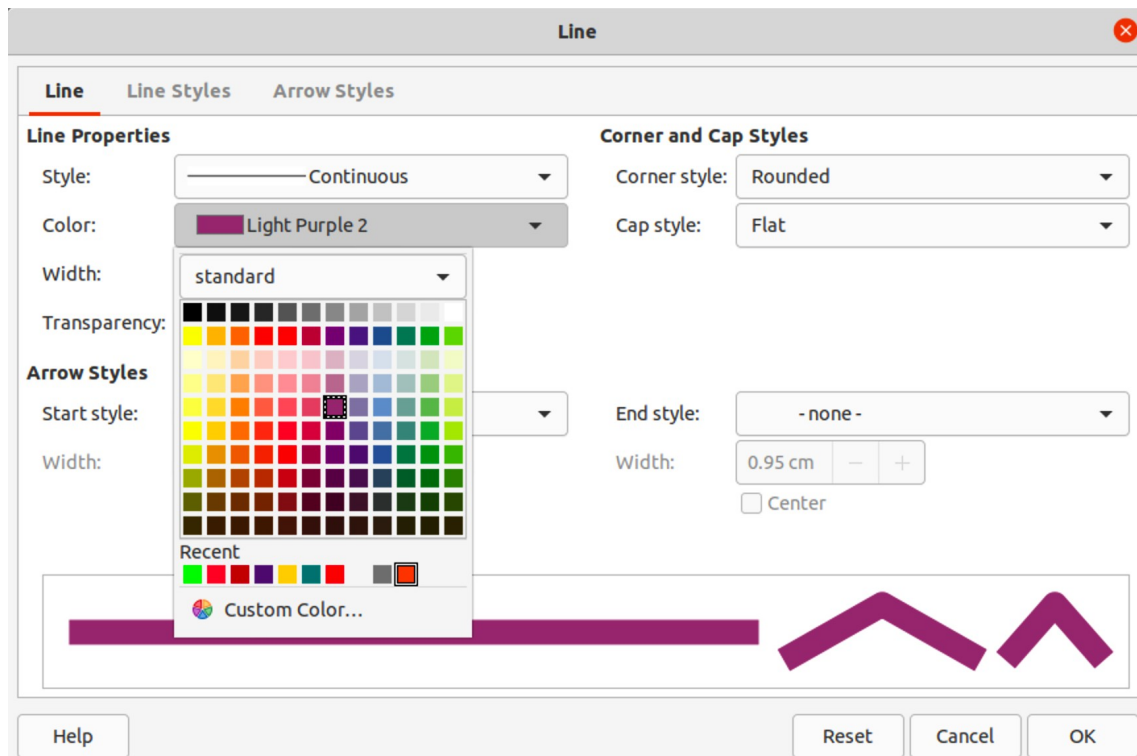 Line
Line Line Styles Arrow Styles
Line Properties
Style: Continuous
Color: Light Purple 2
Width:
standard
Transparency:
Arrow Styles
Start style:
Width:
Recent
Custom Color...
Corner and Cap Styles
Corner style: Rounded
Cap style: Flat
End style: - none -
Width: 0.95 cm
Center
Help Reset Cancel OK